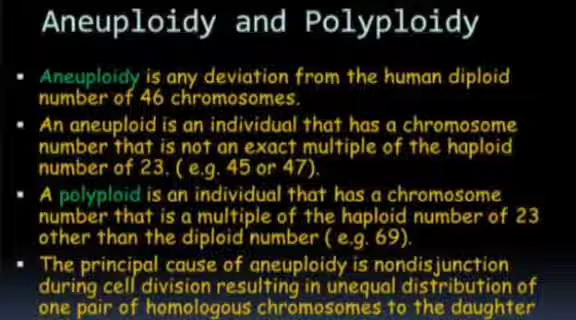 Aneuploidy and Polyploidy
Aneuploidy is any deviation from the human diploid
number of 46 chromosomes.
An aneuploid is an individual that has a chromosome
number that is not an exact multiple of the haploid
number of 23. ( e.g. 45 or 47).
A polyploid is an individual that has a chromosome
number that is a multiple of the haploid number of 23
other than the diploid number ( e.g. 69).
The principal cause of aneuploidy is nondisjunction
during cell division resulting in unequal distribution of
one pair of homologous chromosomes to the daughter